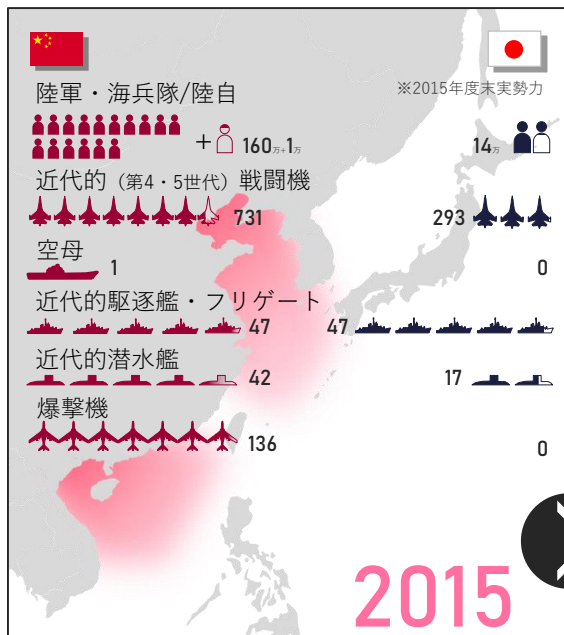 陸軍・海兵隊/陸自
※2015年度末実勢力
＋ 160万+1万
14万
近代的（第4・5世代）戦闘機
731
293
空母
1
0
近代的駆逐艦・フリゲート
47
47
近代的潜水艦
42
17
爆撃機
136
0
2015